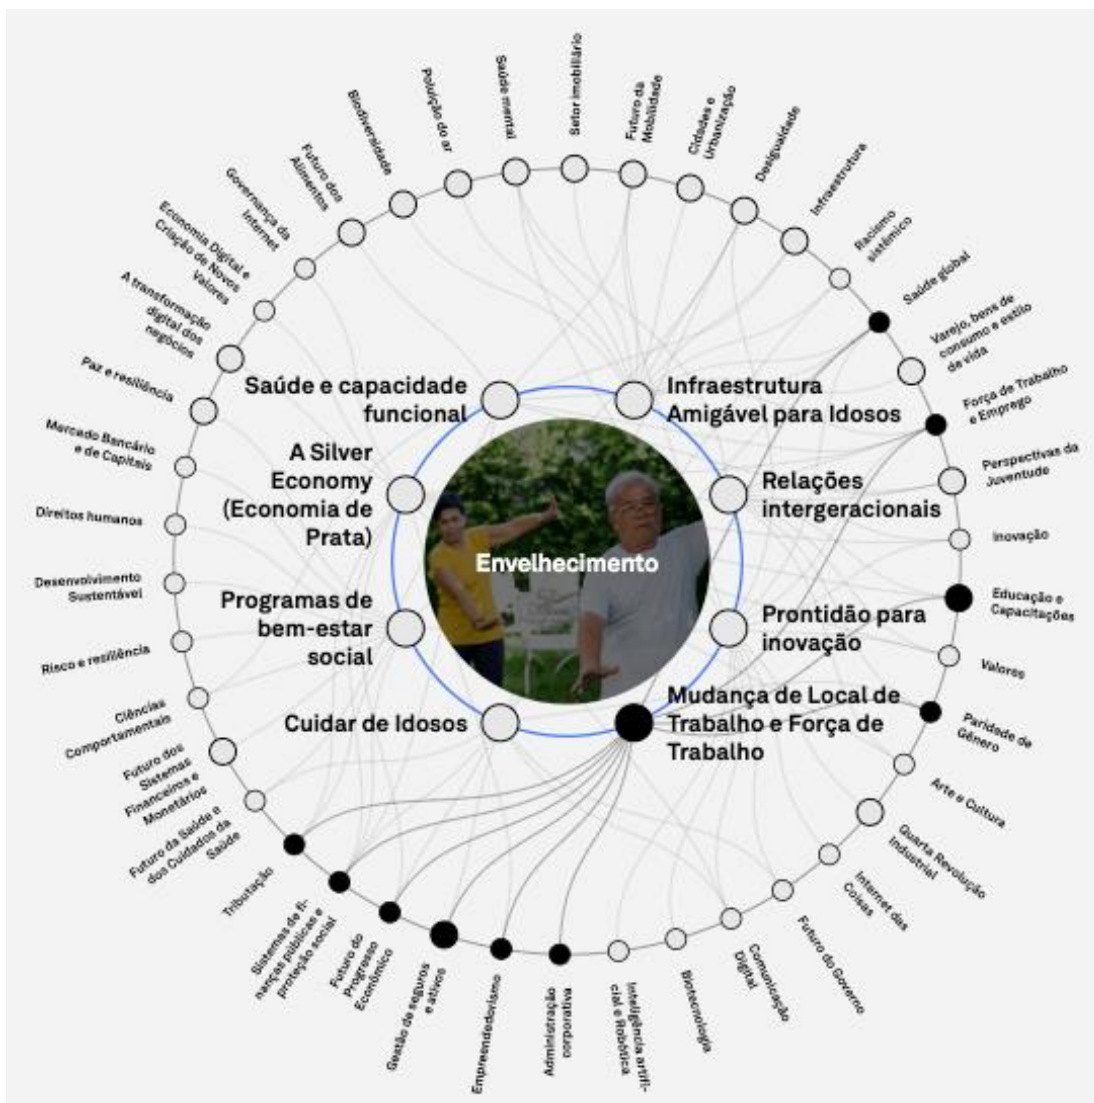 Saúde mental
Setor imobiliário
Futuro da
Mobilidade
Cidades e
Urbanização
Desigualdade
Infraestrutura
Racismo
sistêmico
Saúde global
Varejo, bens de
consumo e estilo
de vida
Força de Trabalho
e Emprego
Perspectivas da
Juventude
Inovação
Educação e
Capacitações
Valores
Paridade de
Gênero
Arte e Cultura
Quarta Revolução
Industrial
Internet das
Coisas
Futuro do Governo
Comunicação
Digital
Biotecnologia
Inteligência artifi-
cial e Robótica
Administração
corporativa
Empreendedorismo
Gestão de seguros
e ativos
Futuro do
Progresso
Econômico
Sistemas de fi-
nanças públicas e
proteção social
Tributação
Futuro da Saúde e
dos Cuidados da
Saúde
Futuro dos
Sistemas
Financeiros e
Monetários
Ciências
Comportamentais
Risco e resiliência
Desenvolvimento
Sustentável
Direitos humanos
Mercado Bancário
e de Capitais
Paz e resiliência
A transformação
digital dos
negócios
Economia Digital e
Criação de Novos
Valores
Governança da
Internet
Futuro dos
Alimentos
Biodiversidade
Poluição do ar
Saúde e capacidade
funcional
Infraestrutura
Amigável para Idosos
A Silver
Economy
(Economia de
Prata)
Relações
intergeracionais
Envelhecimento
Programas de
bem-estar
social
Prontidão para
inovação
Cuidar de Idosos
Mudança de Local de
Trabalho e Força de
Trabalho